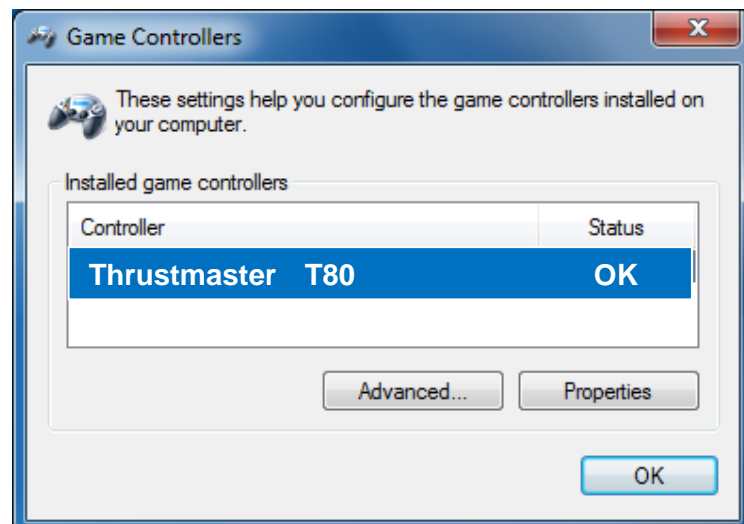 Game Controllers
X
These settings help you configure the game controllers installed on
your computer.
Installed game controllers
Controller Status
Thrustmaster T80 OK
Advanced... Properties
OK